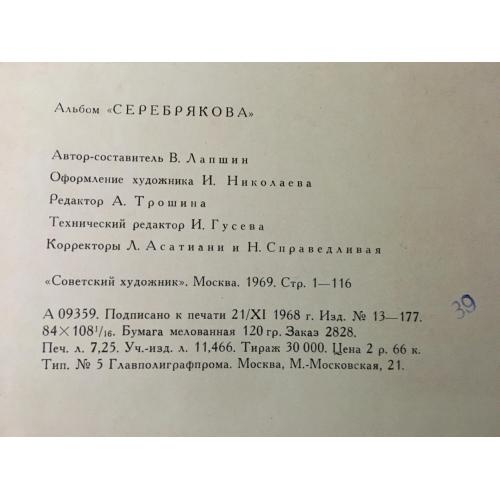 Альбом «СЕРЕБРЯКОВА»
Автор-составитель В. Лапшин
Оформление художника И. Николаева
Редактор А. Трошина
Технический редактор И. Гусева
Корректоры Л. Асатиани и Н. Справедливая
«Советский художник». Москва. 1969. Стр. 1—116
А 09359. Подписано к печати 21/XI 1968 г. Изд. № 13—177.
84×108¹/₁₆. Бумага мелованная 120 гр. Заказ 2828.
Печ. л. 7,25. Уч.-изд. л. 11,466. Тираж 30 000. Цена 2 р. 66 к.
Тип. № 5 Главполиграфпрома. Москва, М.-Московская, 21.
39